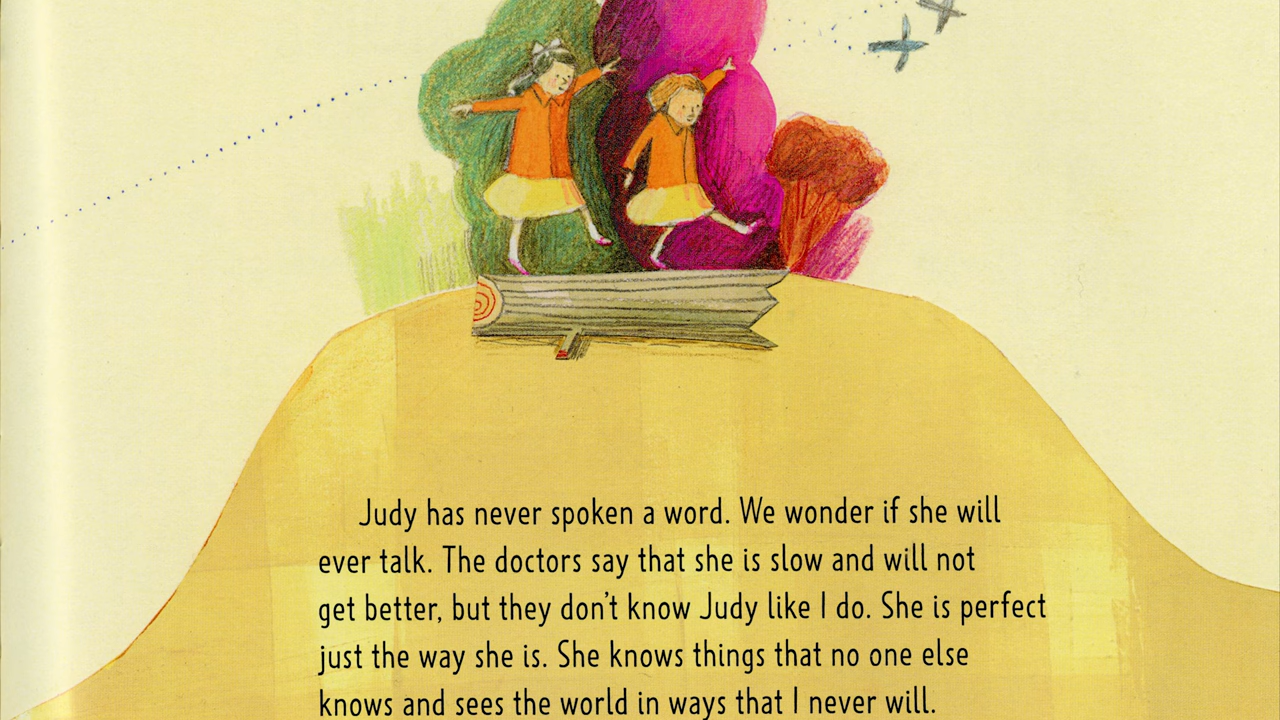 Judy has never spoken a word. We wonder if she will
ever talk. The doctors say that she is slow and will not
get better, but they don't know Judy like I do. She is perfect
just the way she is. She knows things that no one else
knows and sees the world in ways that I never will.